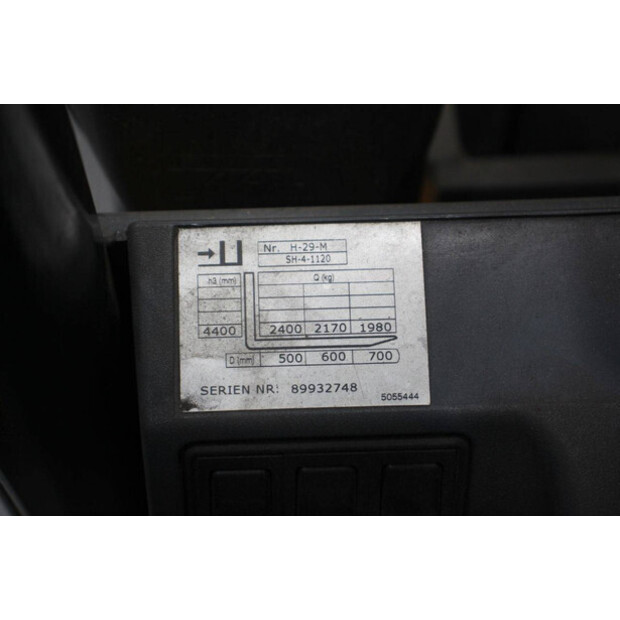 Nr. H-29-M
SH-4-1120
h3 (mm) Q (kg)
4400 2400 2170 1980
D (mm) 500 600 700
SERIEN NR: 89932748
5055444